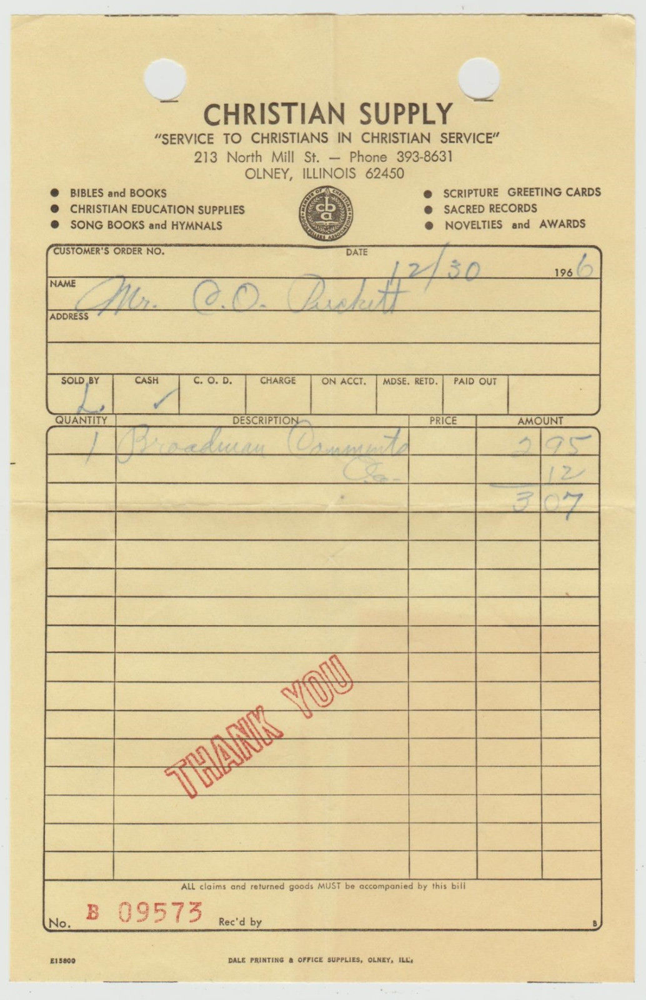 CHRISTIAN SUPPLY
"SERVICE TO CHRISTIANS IN CHRISTIAN SERVICE"
213 North Mill St. — Phone 393-8631
OLNEY, ILLINOIS 62450
● BIBLES and BOOKS
● CHRISTIAN EDUCATION SUPPLIES
● SONG BOOKS and HYMNALS
MEMBER OF CHRISTIAN BOOKSELLERS ASSOCIATION
cba
● SCRIPTURE GREETING CARDS
● SACRED RECORDS
● NOVELTIES and AWARDS
CUSTOMER'S ORDER NO. DATE 12/30 1966
NAME Mr. C.O. Puckett
ADDRESS
SOLD BY CASH C. O. D. CHARGE ON ACCT. MDSE. RETD. PAID OUT
L. ✓
QUANTITY DESCRIPTION PRICE AMOUNT
1 Broadman Comments 2 95
12
3 07
THANK YOU
ALL claims and returned goods MUST be accompanied by this bill
No. B 09573 Rec'd by B
E15800 DALE PRINTING & OFFICE SUPPLIES, OLNEY, ILL.